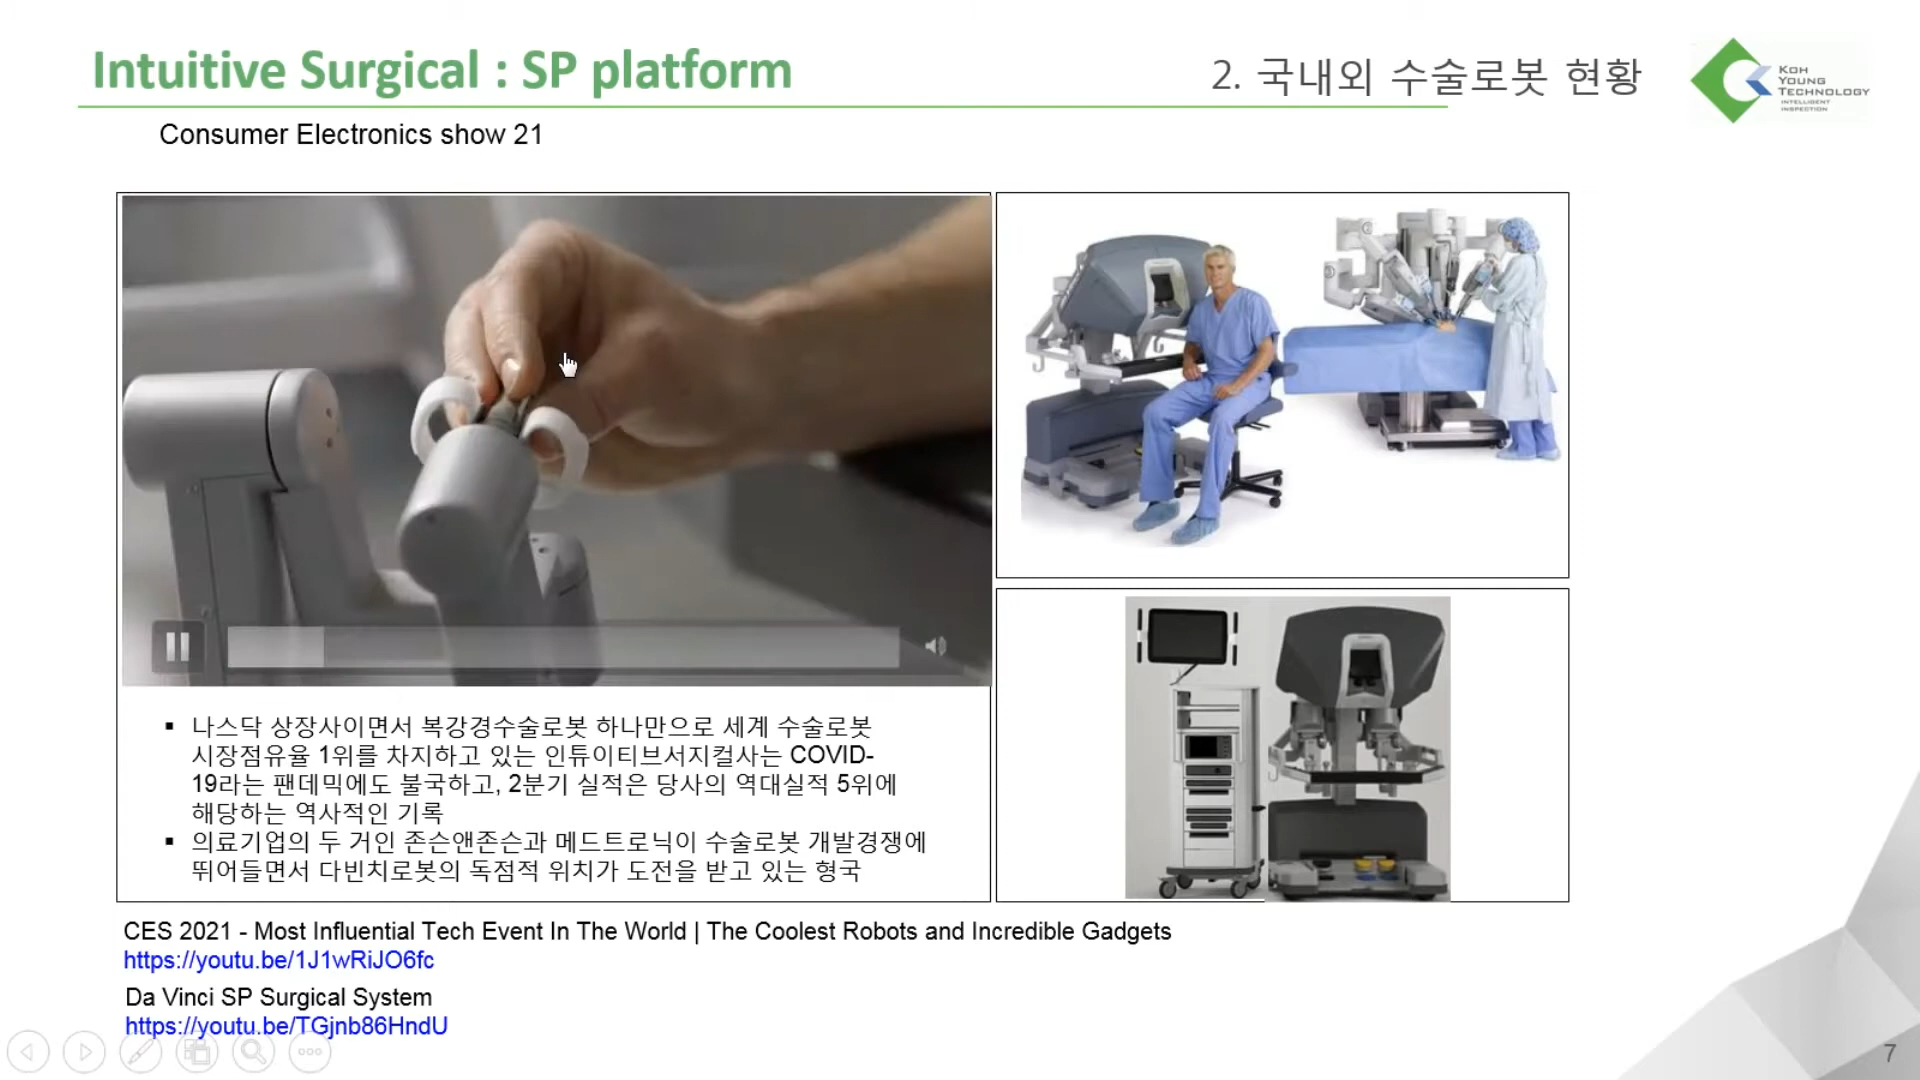 Intuitive Surgical : SP platform
2. 국내외 수술로봇 현황
KOH
YOUNG
TECHNOLOGY
INTELLIGENT
INSPECTION
Consumer Electronics show 21
▪ 나스닥 상장사이면서 복강경수술로봇 하나만으로 세계 수술로봇
시장점유율 1위를 차지하고 있는 인튜이티브서지컬사는 COVID-
19라는 팬데믹에도 불국하고, 2분기 실적은 당사의 역대실적 5위에
해당하는 역사적인 기록
▪ 의료기업의 두 거인 존슨앤존슨과 메드트로닉이 수술로봇 개발경쟁에
뛰어들면서 다빈치로봇의 독점적 위치가 도전을 받고 있는 형국
CES 2021 - Most Influential Tech Event In The World | The Coolest Robots and Incredible Gadgets
https://youtu.be/1J1wRiJO6fc
Da Vinci SP Surgical System
https://youtu.be/TGjnb86HndU
7